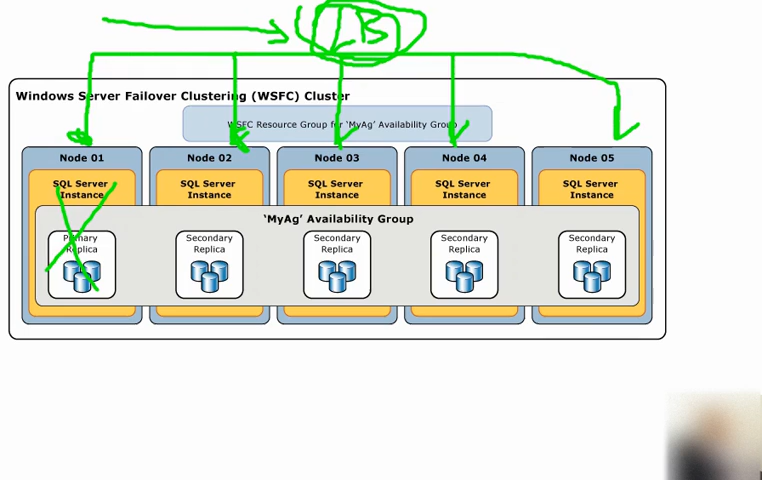 LB
Windows Server Failover Clustering (WSFC) Cluster
WSFC Resource Group for 'MyAg' Availability Group
Node 01 Node 02 Node 03 Node 04 Node 05
SQL Server SQL Server SQL Server SQL Server SQL Server
Instance Instance Instance Instance Instance
'MyAg' Availability Group
Primary Secondary Secondary Secondary Secondary
Replica Replica Replica Replica Replica